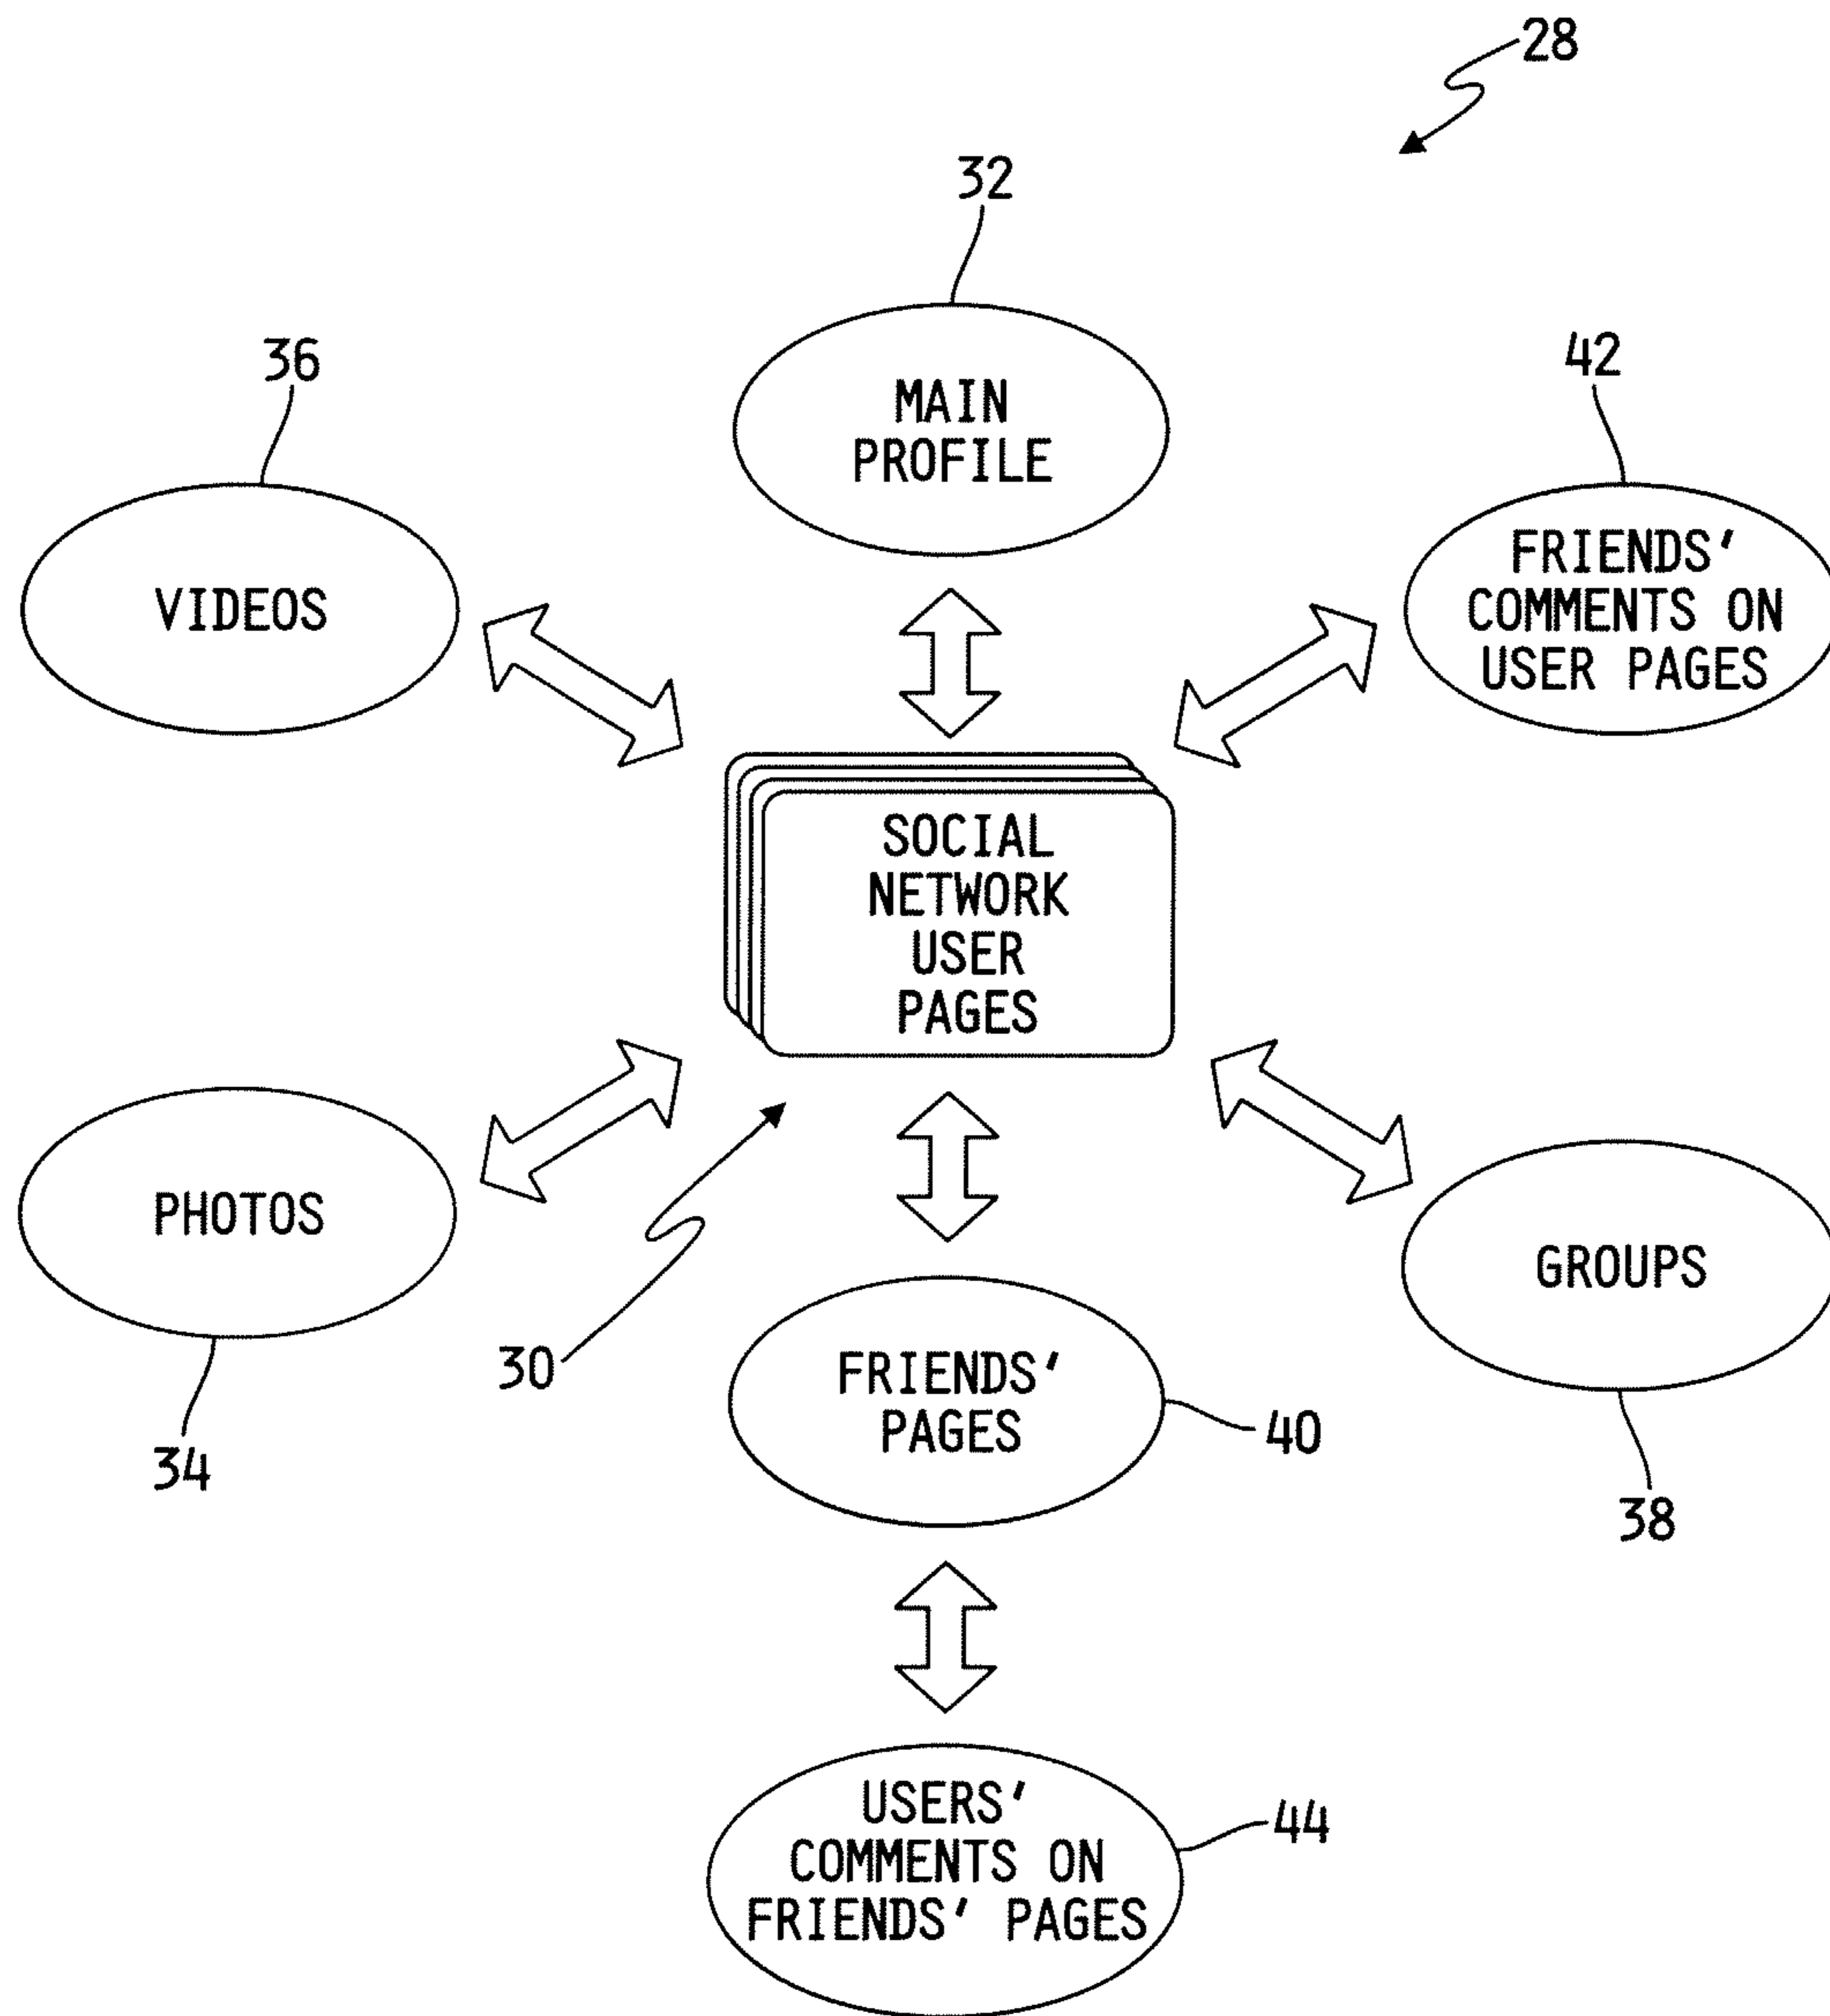 28
32
MAIN
PROFILE
36
VIDEOS
42
FRIENDS'
COMMENTS ON
USER PAGES
SOCIAL
NETWORK
USER
PAGES
PHOTOS
34
30
GROUPS
38
FRIENDS'
PAGES
40
USERS'
COMMENTS ON
FRIENDS' PAGES
44